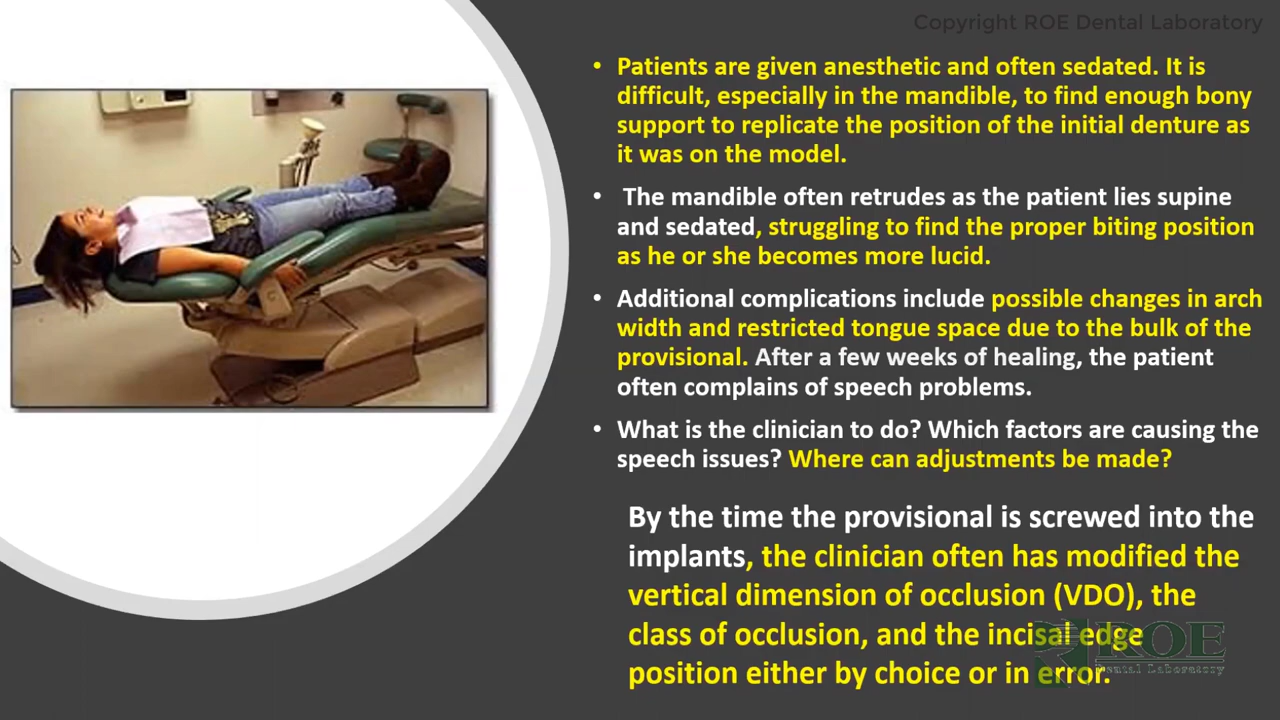 Copyright ROE Dental Laboratory
• Patients are given anesthetic and often sedated. It is
difficult, especially in the mandible, to find enough bony
support to replicate the position of the initial denture as
it was on the model.
• The mandible often retrudes as the patient lies supine
and sedated, struggling to find the proper biting position
as he or she becomes more lucid.
• Additional complications include possible changes in arch
width and restricted tongue space due to the bulk of the
provisional. After a few weeks of healing, the patient
often complains of speech problems.
• What is the clinician to do? Which factors are causing the
speech issues? Where can adjustments be made?
By the time the provisional is screwed into the
implants, the clinician often has modified the
vertical dimension of occlusion (VDO), the
class of occlusion, and the incisal edge
position either by choice or in error.
ROE
Dental Laboratory